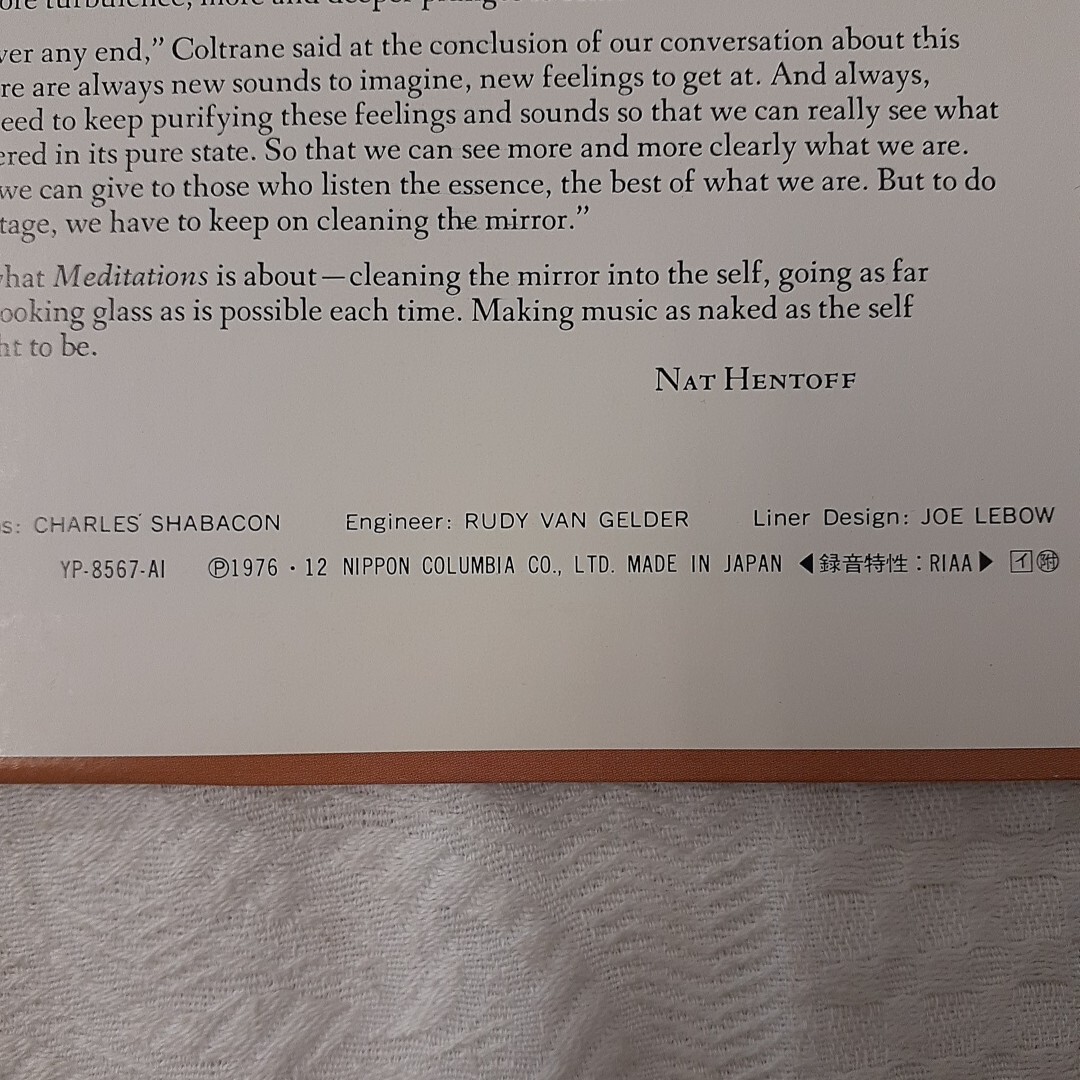 ver any end,” Coltrane said at the conclusion of our conversation about this
re are always new sounds to imagine, new feelings to get at. And always,
eed to keep purifying these feelings and sounds so that we can really see what
ered in its pure state. So that we can see more and more clearly what we are.
we can give to those who listen the essence, the best of what we are. But to do
tage, we have to keep on cleaning the mirror.”
hat Meditations is about—cleaning the mirror into the self, going as far
ooking glass as is possible each time. Making music as naked as the self
ht to be.
NAT HENTOFF
s: CHARLES SHABACON Engineer: RUDY VAN GELDER Liner Design: JOE LEBOW
YP-8567-AI Ⓟ1976・12 NIPPON COLUMBIA CO., LTD. MADE IN JAPAN ◀録音特性：RIAA▶ イ 附